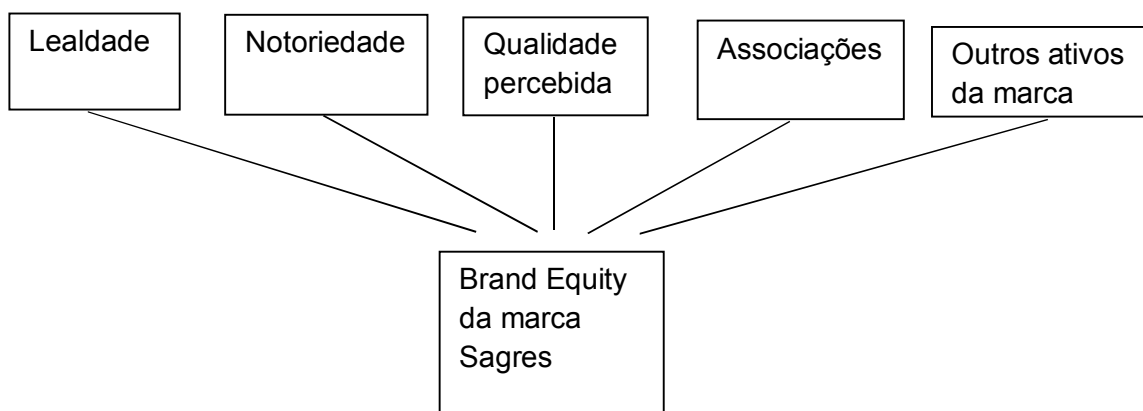 Lealdade
Notoriedade
Qualidade
percebida
Associações
Outros ativos
da marca
Brand Equity
da marca
Sagres